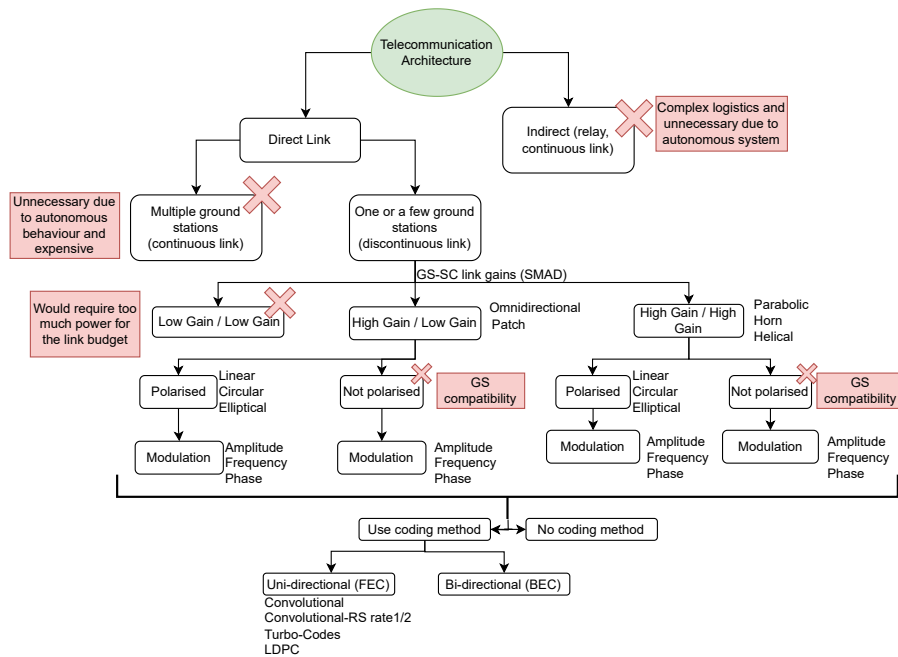 Telecommunication
Architecture
Complex logistics and
unnecessary due to
autonomous system
Direct Link
Indirect (relay,
continuous link)
Unnecessary due
to autonomous
behaviour and
expensive
Multiple ground
stations
(continuous link)
One or a few ground
stations
(discontinuous link)
GS-SC link gains (SMAD)
Would require too
much power for
the link budget
Low Gain / Low Gain
High Gain / Low Gain
Omnidirectional
Patch
High Gain / High
Gain
Parabolic
Horn
Helical
Polarised
Linear
Circular
Elliptical
Not polarised
GS
compatibility
Polarised
Linear
Circular
Elliptical
Not polarised
GS
compatibility
Modulation
Amplitude
Frequency
Phase
Modulation
Amplitude
Frequency
Phase
Modulation
Amplitude
Frequency
Phase
Modulation
Amplitude
Frequency
Phase
Use coding method
No coding method
Uni-directional (FEC)
Convolutional
Convolutional-RS rate1/2
Turbo-Codes
LDPC
Bi-directional (BEC)